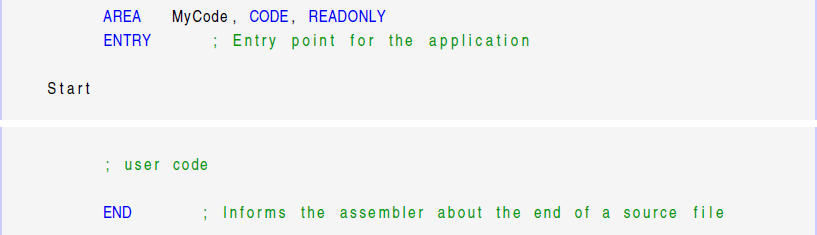 AREA MyCode, CODE, READONLY
ENTRY ; Entry point for the application
Start
; user code
END ; Informs the assembler about the end of a source file